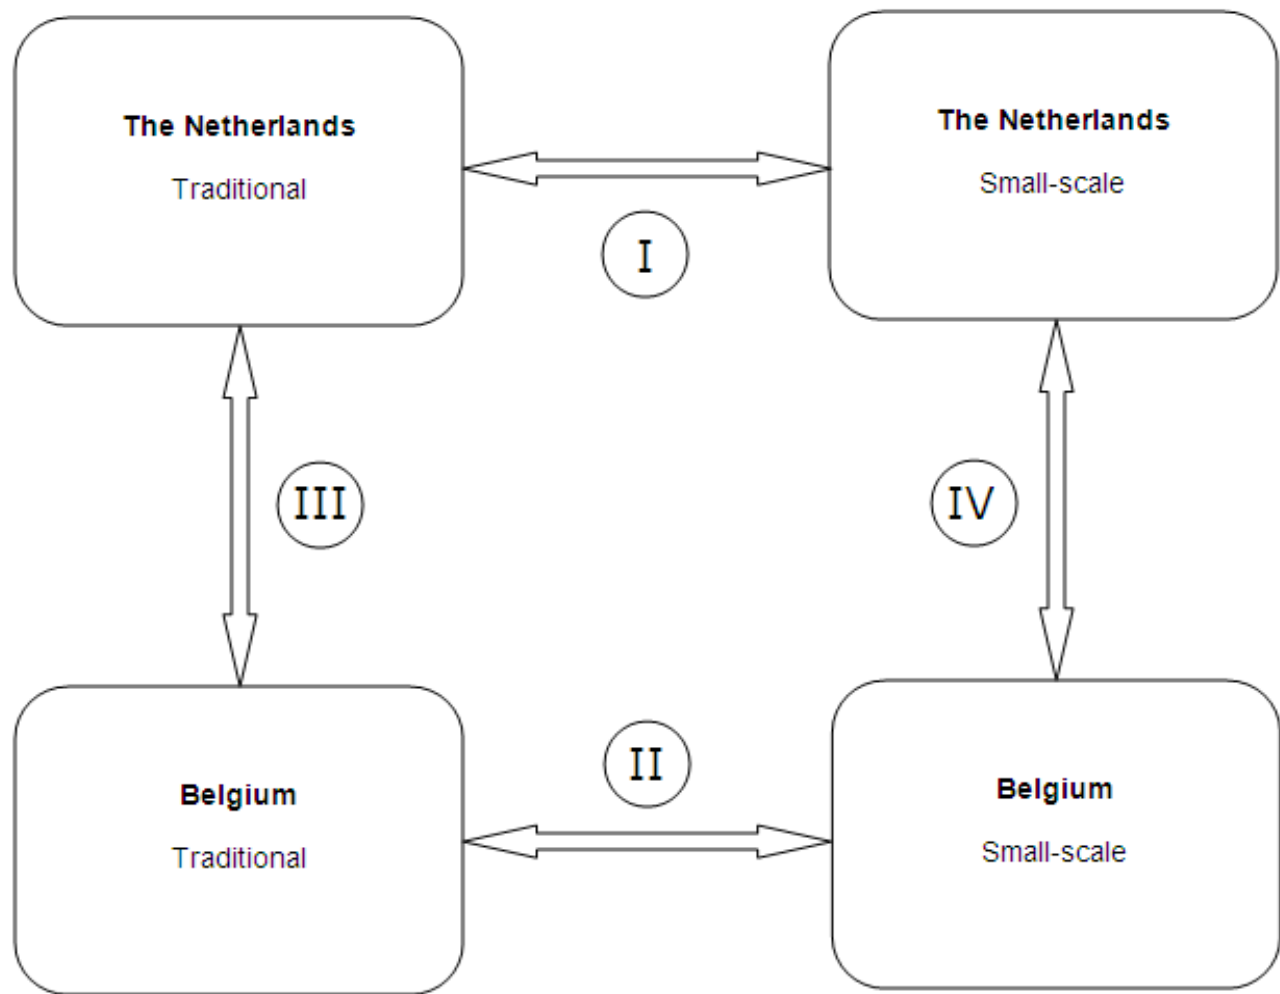 The Netherlands
Traditional
The Netherlands
Small-scale
I
III
IV
II
Belgium
Traditional
Belgium
Small-scale